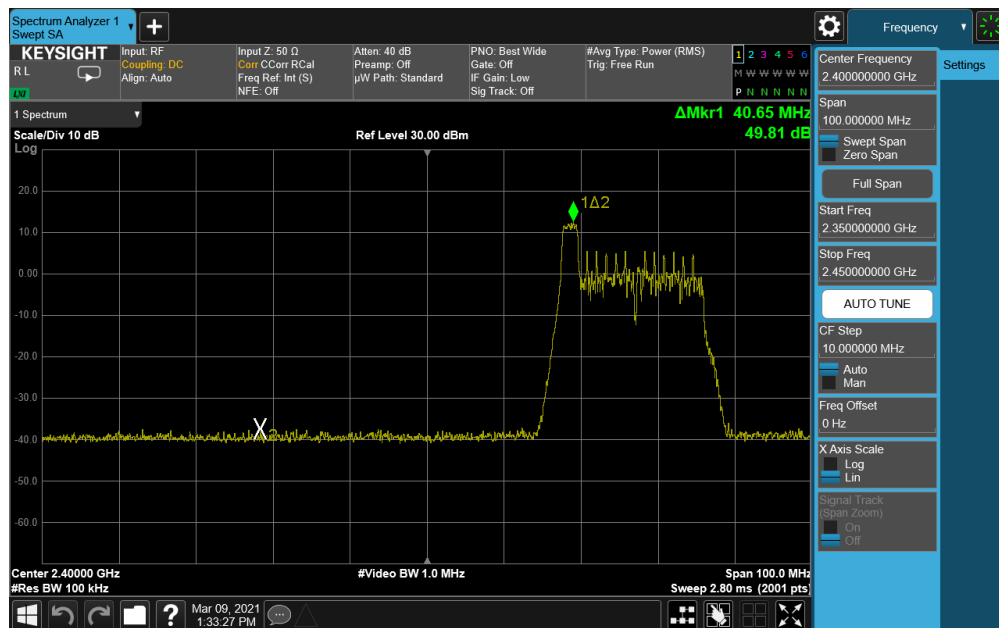 Spectrum Analyzer 1
Swept SA
Frequency
KEYSIGHT
R L
LXI
Input: RF
Coupling: DC
Align: Auto
Input Z: 50 Ω
Corr CCorr RCal
Freq Ref: Int (S)
NFE: Off
Atten: 40 dB
Preamp: Off
µW Path: Standard
PNO: Best Wide
Gate: Off
IF Gain: Low
Sig Track: Off
#Avg Type: Power (RMS)
Trig: Free Run
1 2 3 4 5 6
M W W W W W
P N N N N N
1 Spectrum
ΔMkr1 40.65 MHz
Scale/Div 10 dB
Ref Level 30.00 dBm
49.81 dB
Log
20.0
10.0
0.00
-10.0
-20.0
-30.0
-40.0
-50.0
-60.0
1Δ2
X2
Center 2.40000 GHz
#Video BW 1.0 MHz
Span 100.0 MHz
#Res BW 100 kHz
Sweep 2.80 ms (2001 pts)
Mar 09, 2021
1:33:27 PM
?
Center Frequency
2.400000000 GHz
Settings
Span
100.000000 MHz
Swept Span
Zero Span
Full Span
Start Freq
2.350000000 GHz
Stop Freq
2.450000000 GHz
AUTO TUNE
CF Step
10.000000 MHz
Auto
Man
Freq Offset
0 Hz
X Axis Scale
Log
Lin
Signal Track
(Span Zoom)
On
Off